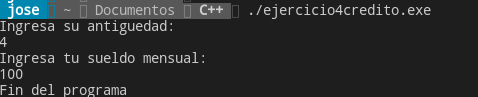 jose ~ Documentos C++ ./ejercicio4credito.exe
Ingresa su antiguedad:
4
Ingresa tu sueldo mensual:
100
Fin del programa